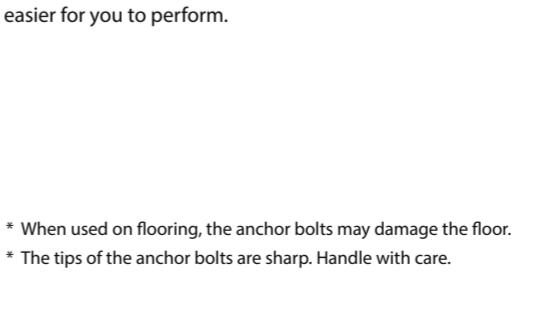 easier for you to perform.
* When used on flooring, the anchor bolts may damage the floor.
* The tips of the anchor bolts are sharp. Handle with care.